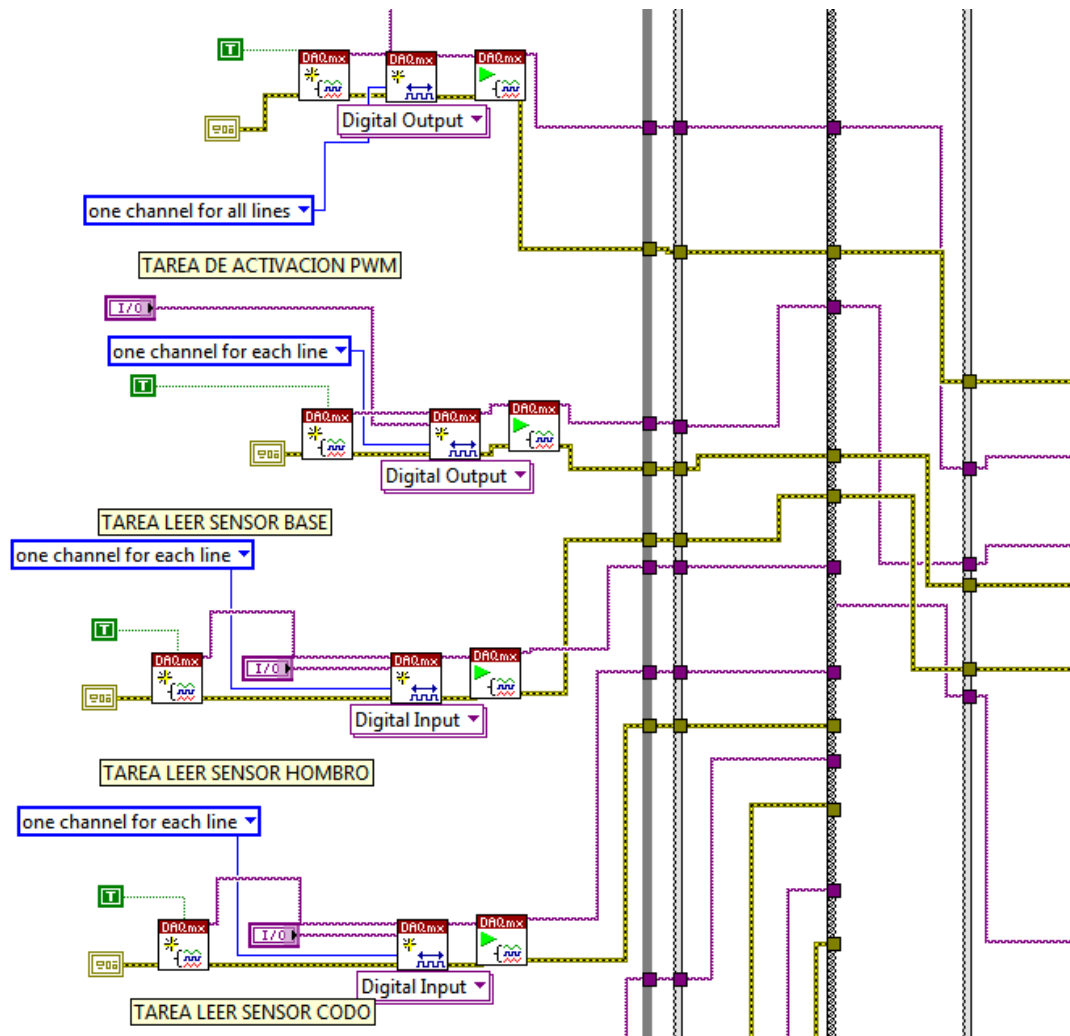 T
DAQmx
DAQmx
DAQmx
Digital Output
one channel for all lines
TAREA DE ACTIVACION PWM
I/O
one channel for each line
T
DAQmx
DAQmx
DAQmx
Digital Output
TAREA LEER SENSOR BASE
one channel for each line
T
DAQmx
I/O
DAQmx
DAQmx
Digital Input
TAREA LEER SENSOR HOMBRO
one channel for each line
T
DAQmx
I/O
DAQmx
DAQmx
Digital Input
TAREA LEER SENSOR CODO